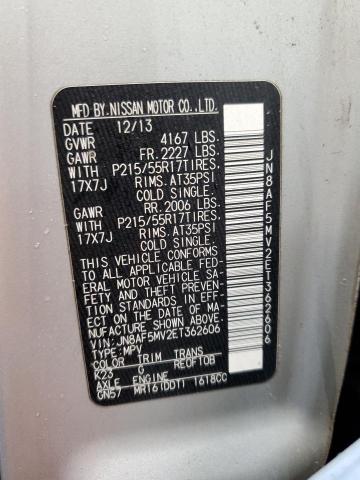 MFD.BY.NISSAN MOTOR CO.,LTD.
DATE 12/13
GVWR 4167 LBS.
GAWR FR. 2227 LBS.
WITH P215/55R17TIRES.
17X7J RIMS.AT35PSI
COLD SINGLE.
GAWR RR. 2006 LBS.
WITH P215/55R17TIRES.
17X7J RIMS.AT35PSI
COLD SINGLE.
THIS VEHICLE CONFORMS
TO ALL APPLICABLE FED-
ERAL MOTOR VEHICLE SA-
FETY AND THEFT PREVEN-
TION STANDARDS IN EFF-
ECT ON THE DATE OF MA-
NUFACTURE SHOWN ABOVE.
VIN:JN8AF5MV2ET362606
TYPE:MPV
COLOR TRIM TRANS
K23 G RE0F10B
AXLE ENGINE
GN57 MR16(DDT) 1618CC
JN8AF5MV2ET362606